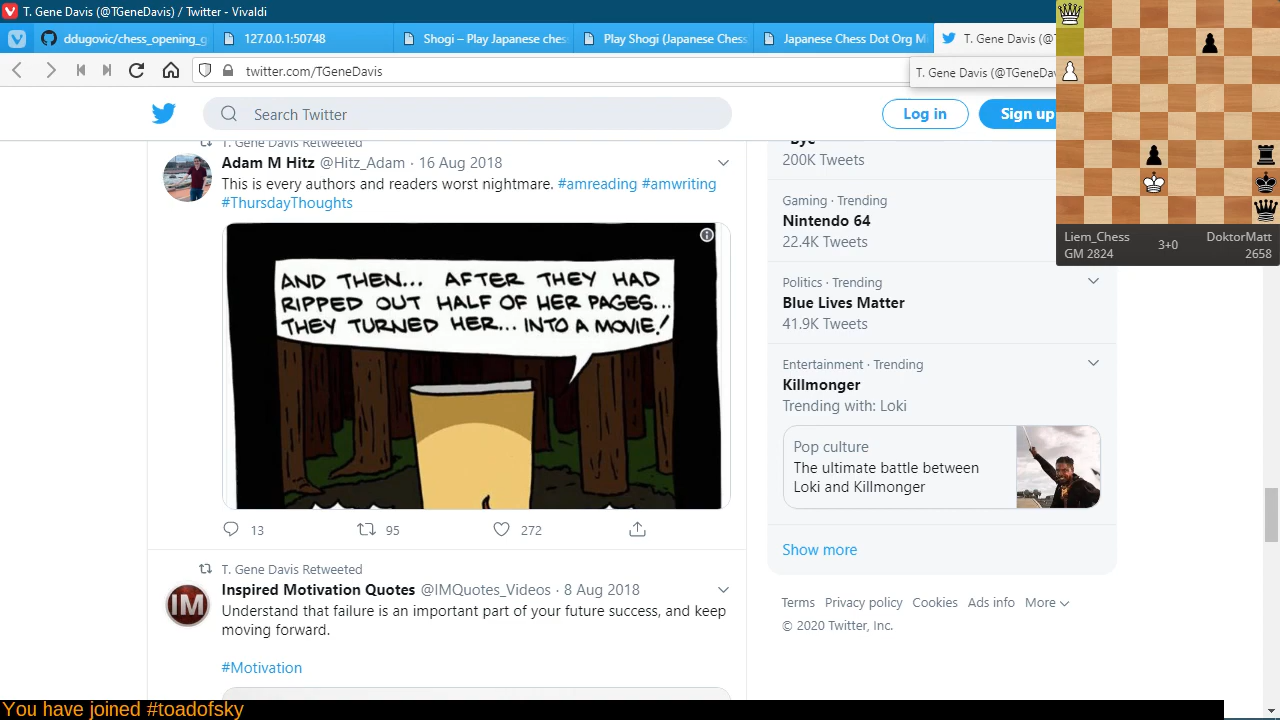 T. Gene Davis (@TGeneDavis) / Twitter - Vivaldi
ddugovic/chess_opening_g
127.0.0.1:50748
Shogi – Play Japanese ches
Play Shogi (Japanese Chess
Japanese Chess Dot Org M
T. Gene Davis (@T
twitter.com/TGeneDavis
T. Gene Davis (@TGeneDav
Search Twitter
Log in
Sign up
T. Gene Davis Retweeted
Adam M Hitz @Hitz_Adam · 16 Aug 2018
This is every authors and readers worst nightmare. #amreading #amwriting
#ThursdayThoughts
AND THEN... AFTER THEY HAD
RIPPED OUT HALF OF HER PAGES...
THEY TURNED HER... INTO A MOVIE!
13
95
272
T. Gene Davis Retweeted
Inspired Motivation Quotes @IMQuotes_Videos · 8 Aug 2018
IM
Understand that failure is an important part of your future success, and keep
moving forward.
#Motivation
200K Tweets
Gaming · Trending
Nintendo 64
22.4K Tweets
Politics · Trending
Blue Lives Matter
41.9K Tweets
Entertainment · Trending
Killmonger
Trending with: Loki
Pop culture
The ultimate battle between
Loki and Killmonger
Show more
Terms Privacy policy Cookies Ads info More
© 2020 Twitter, Inc.
Liem_Chess
GM 2824
3+0
DoktorMatt
2658
You have joined #toadofsky